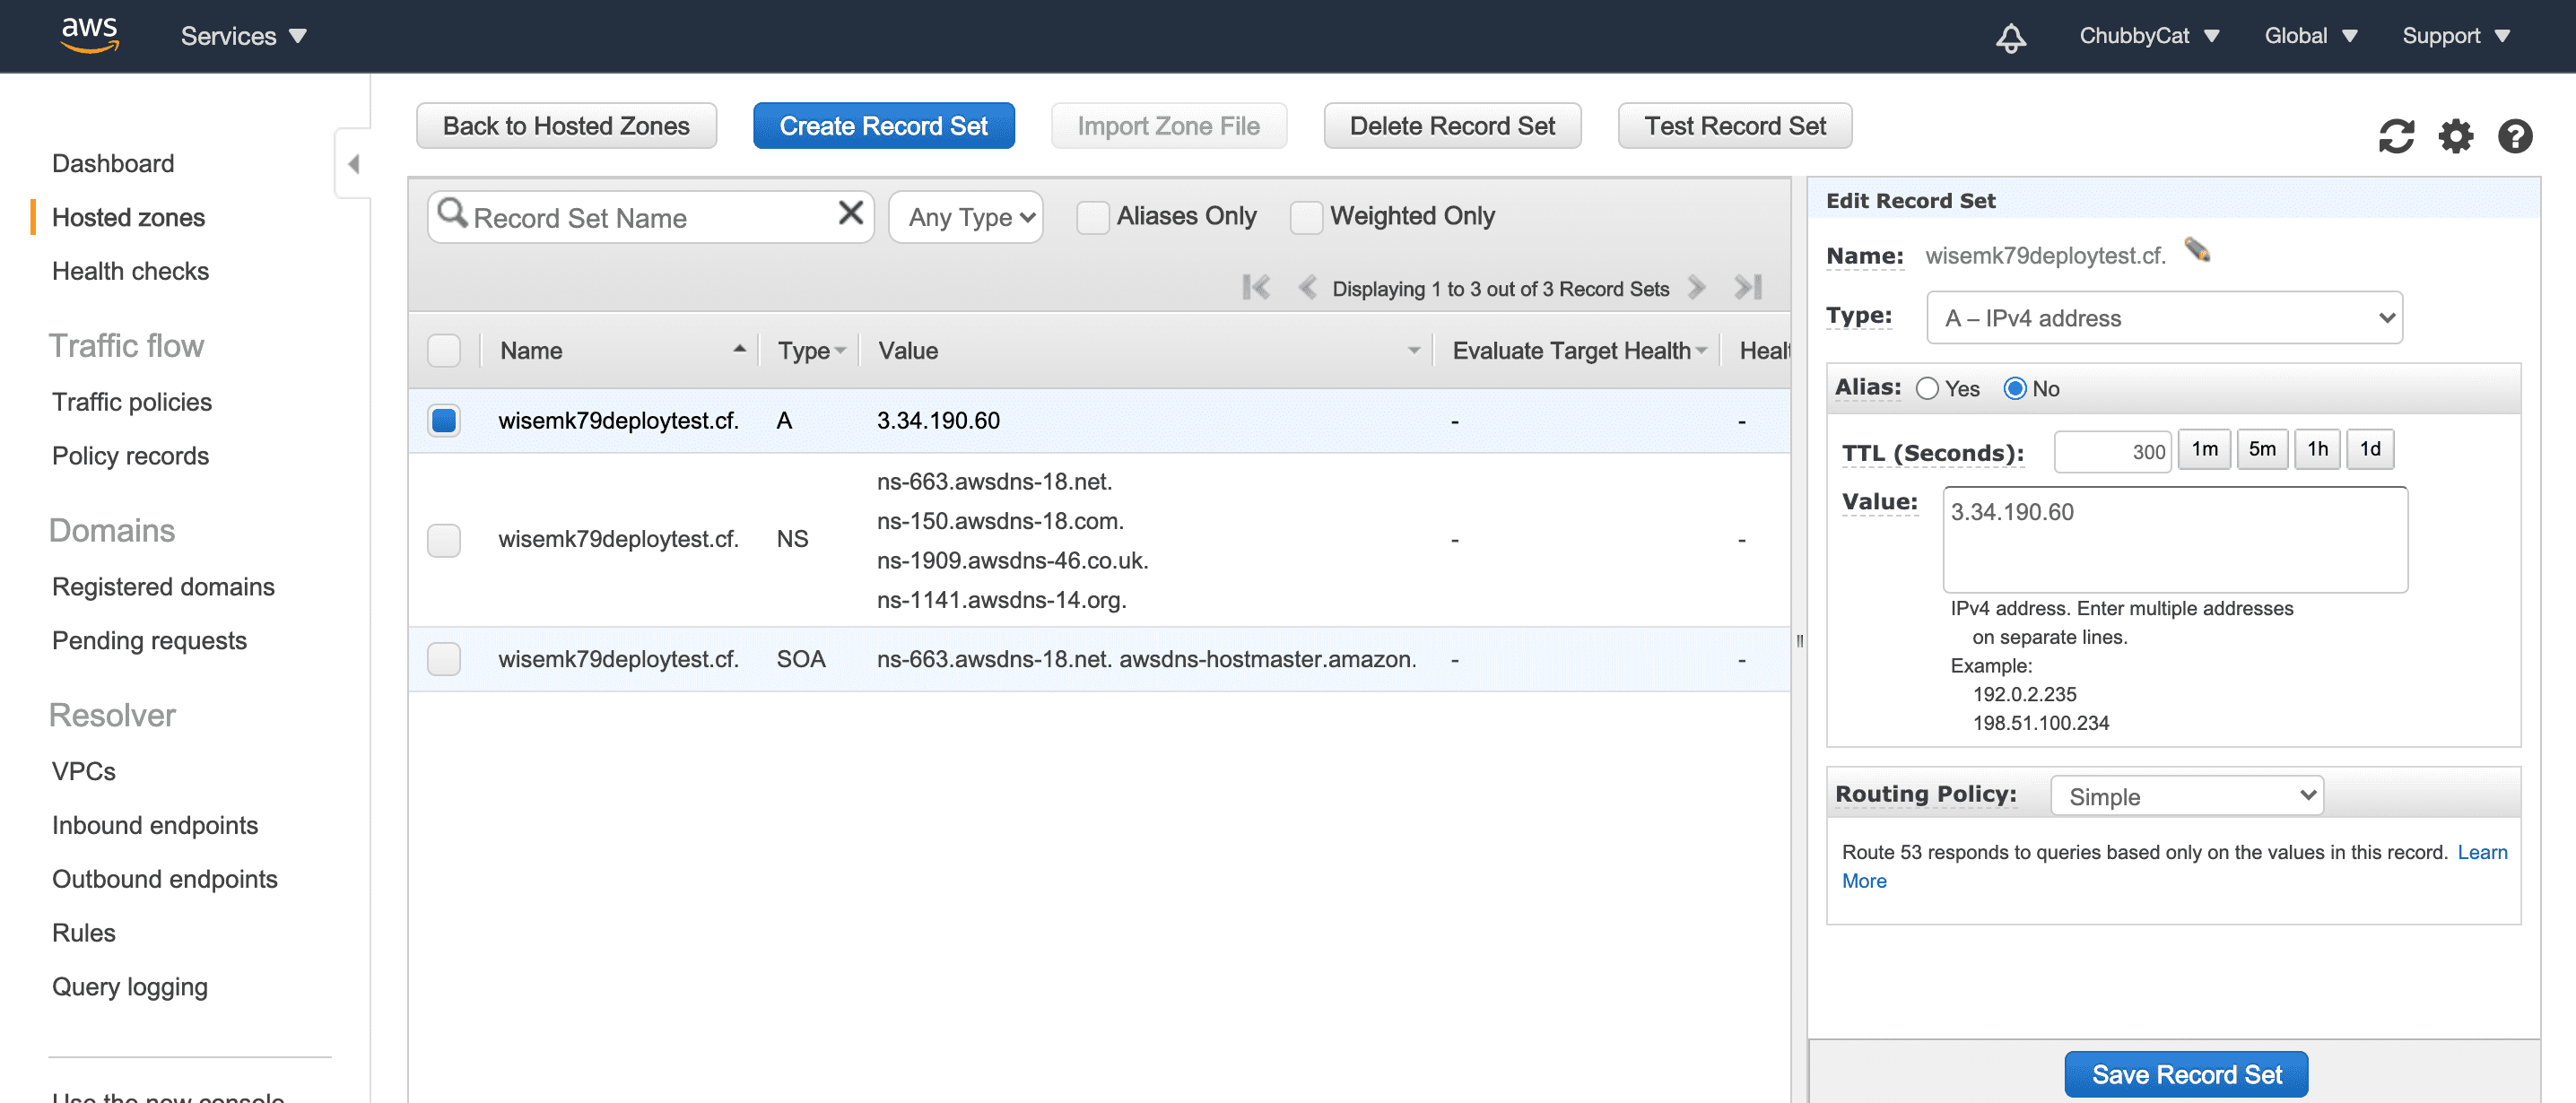 aws
Services
ChubbyCat
Global
Support
Dashboard
Hosted zones
Health checks
Traffic flow
Traffic policies
Policy records
Domains
Registered domains
Pending requests
Resolver
VPCs
Inbound endpoints
Outbound endpoints
Rules
Query logging
Use the new console
Back to Hosted Zones
Create Record Set
Import Zone File
Delete Record Set
Test Record Set
Record Set Name
Any Type
Aliases Only
Weighted Only
Displaying 1 to 3 out of 3 Record Sets
Name Type Value Evaluate Target Health Healt
wisemk79deploytest.cf. A 3.34.190.60 - -
ns-663.awsdns-18.net.
ns-150.awsdns-18.com.
wisemk79deploytest.cf. NS - -
ns-1909.awsdns-46.co.uk.
ns-1141.awsdns-14.org.
wisemk79deploytest.cf. SOA ns-663.awsdns-18.net. awsdns-hostmaster.amazon. - -
Edit Record Set
Name: wisemk79deploytest.cf.
Type: A – IPv4 address
Alias: Yes No
TTL (Seconds): 300 1m 5m 1h 1d
Value: 3.34.190.60
IPv4 address. Enter multiple addresses
on separate lines.
Example:
192.0.2.235
198.51.100.234
Routing Policy: Simple
Route 53 responds to queries based only on the values in this record. Learn
More
Save Record Set